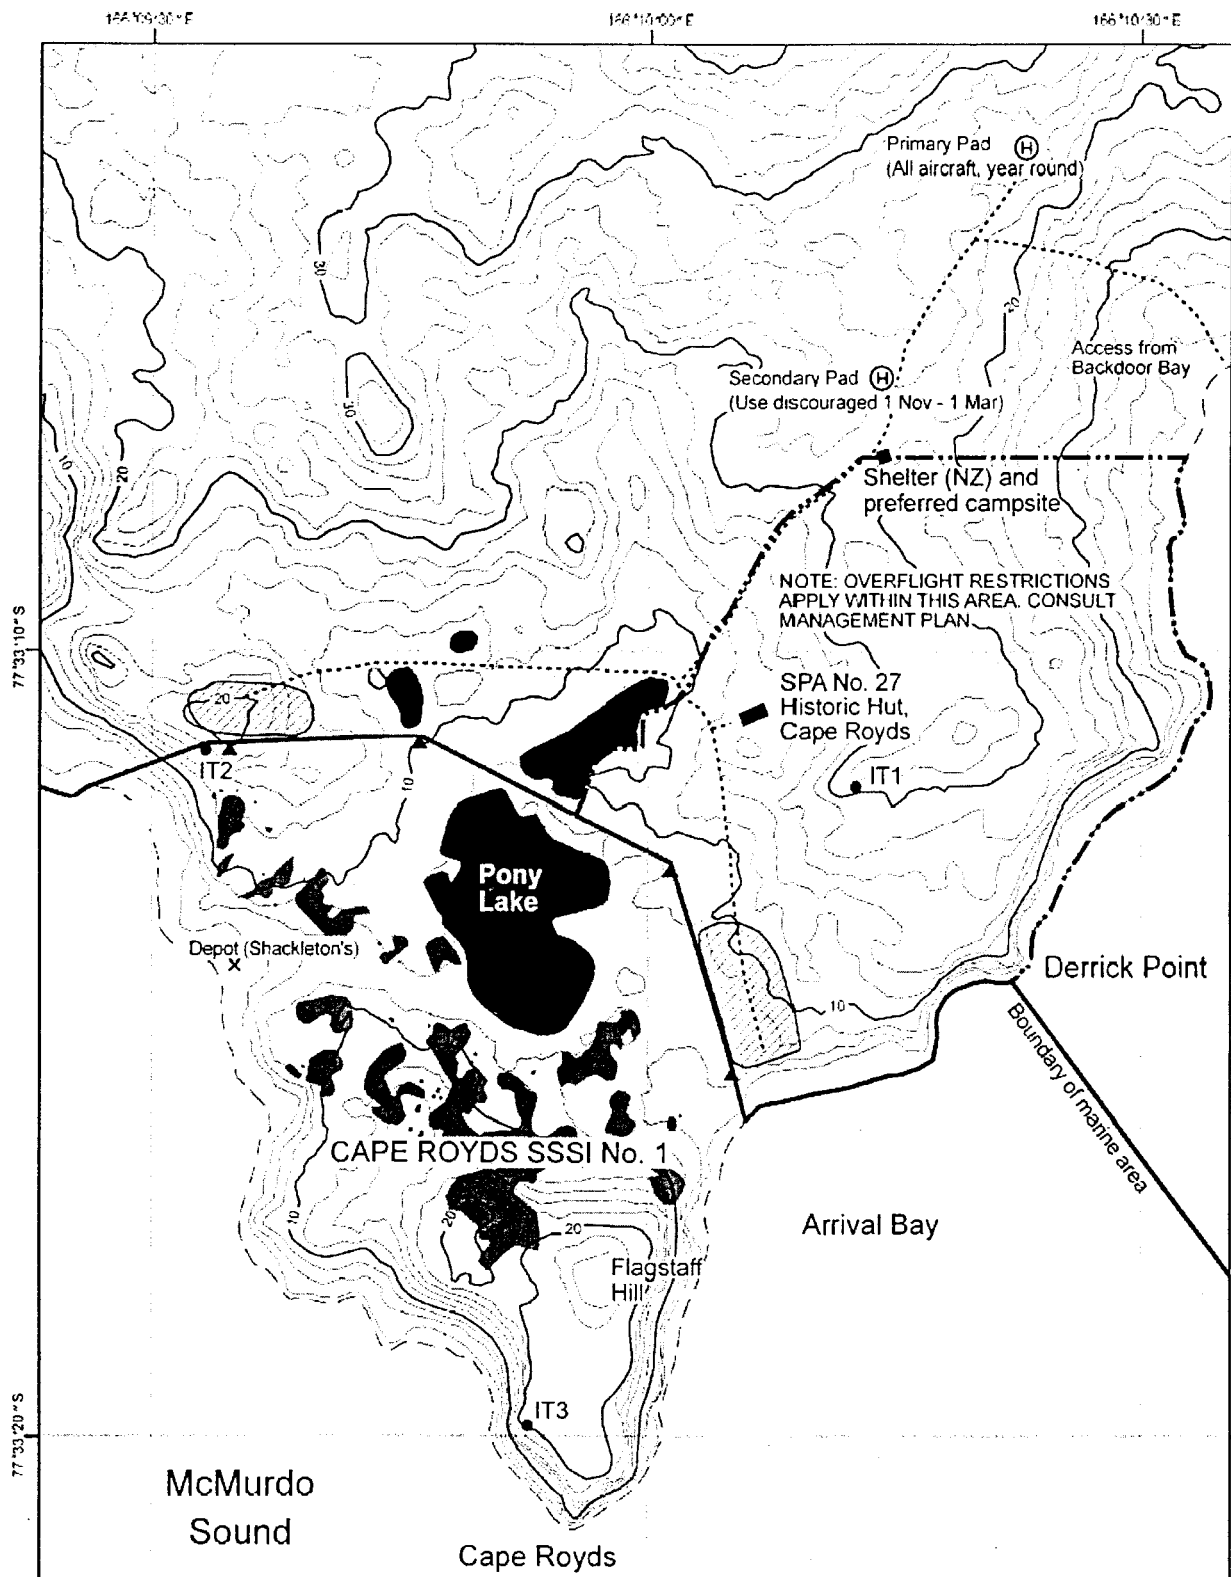 166°09'30"E
166°10'00"E
166°10'30"E
Primary Pad H
(All aircraft, year round)
30
20
Access from
Backdoor Bay
Secondary Pad H
(Use discouraged 1 Nov - 1 Mar)
30
10
20
Shelter (NZ) and
preferred campsite
NOTE: OVERFLIGHT RESTRICTIONS
APPLY WITHIN THIS AREA. CONSULT
MANAGEMENT PLAN
77°33'10"S
SPA No. 27
Historic Hut,
Cape Royds
20
IT2
IT1
10
Pony
Lake
Depot (Shackleton's)
X
Derrick Point
10
Boundary of marine area
CAPE ROYDS SSSI No. 1
10
20
20
Arrival Bay
Flagstaff
Hill
IT3
77°33'20"S
McMurdo
Sound
Cape Royds